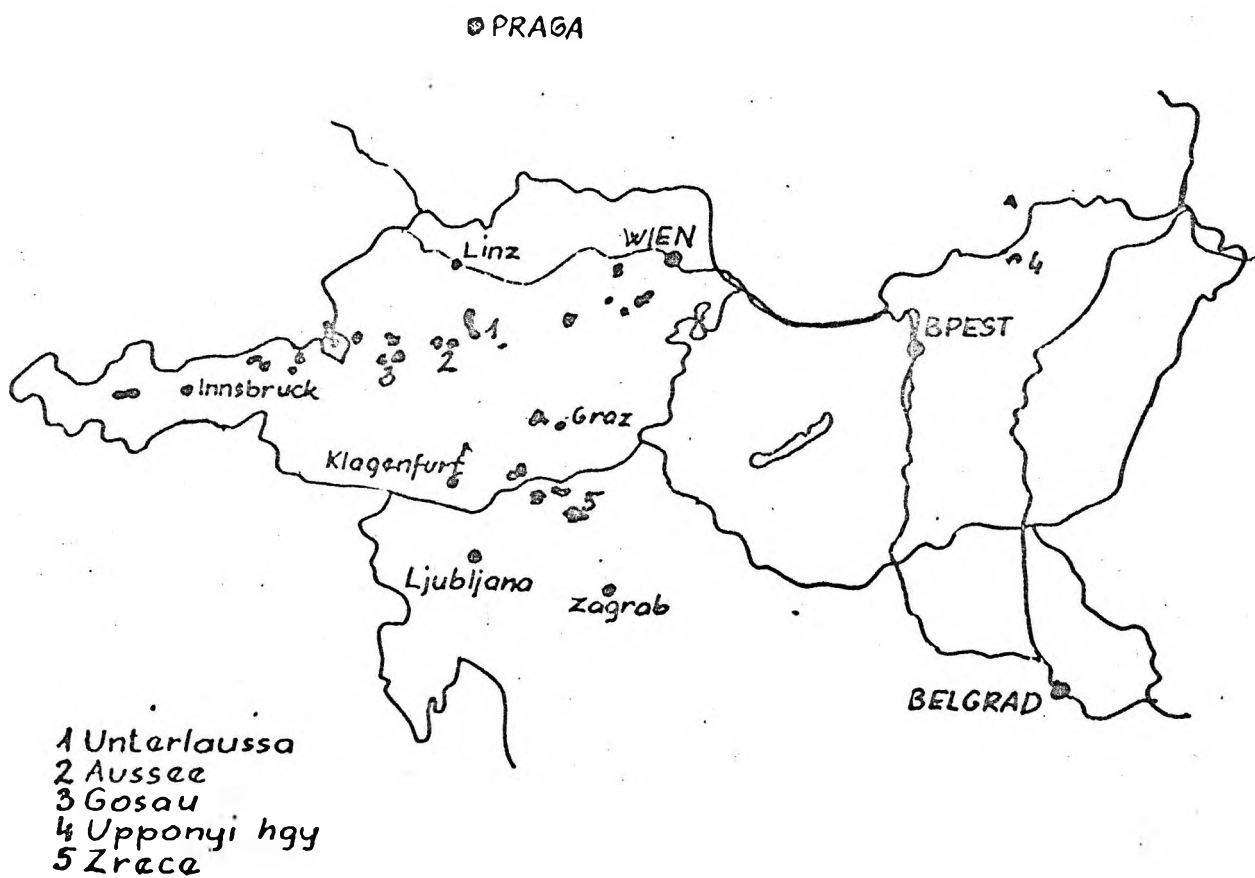 PRAGA
WIEN
Linz
4
BPEST
1
2
3
Innsbruck
Graz
Klagenfurt
5
Ljubljana
Zagrab
BELGRAD
1 Unterlaussa
2 Aussee
3 Gosau
4 Upponyi hgy
5 Zrece